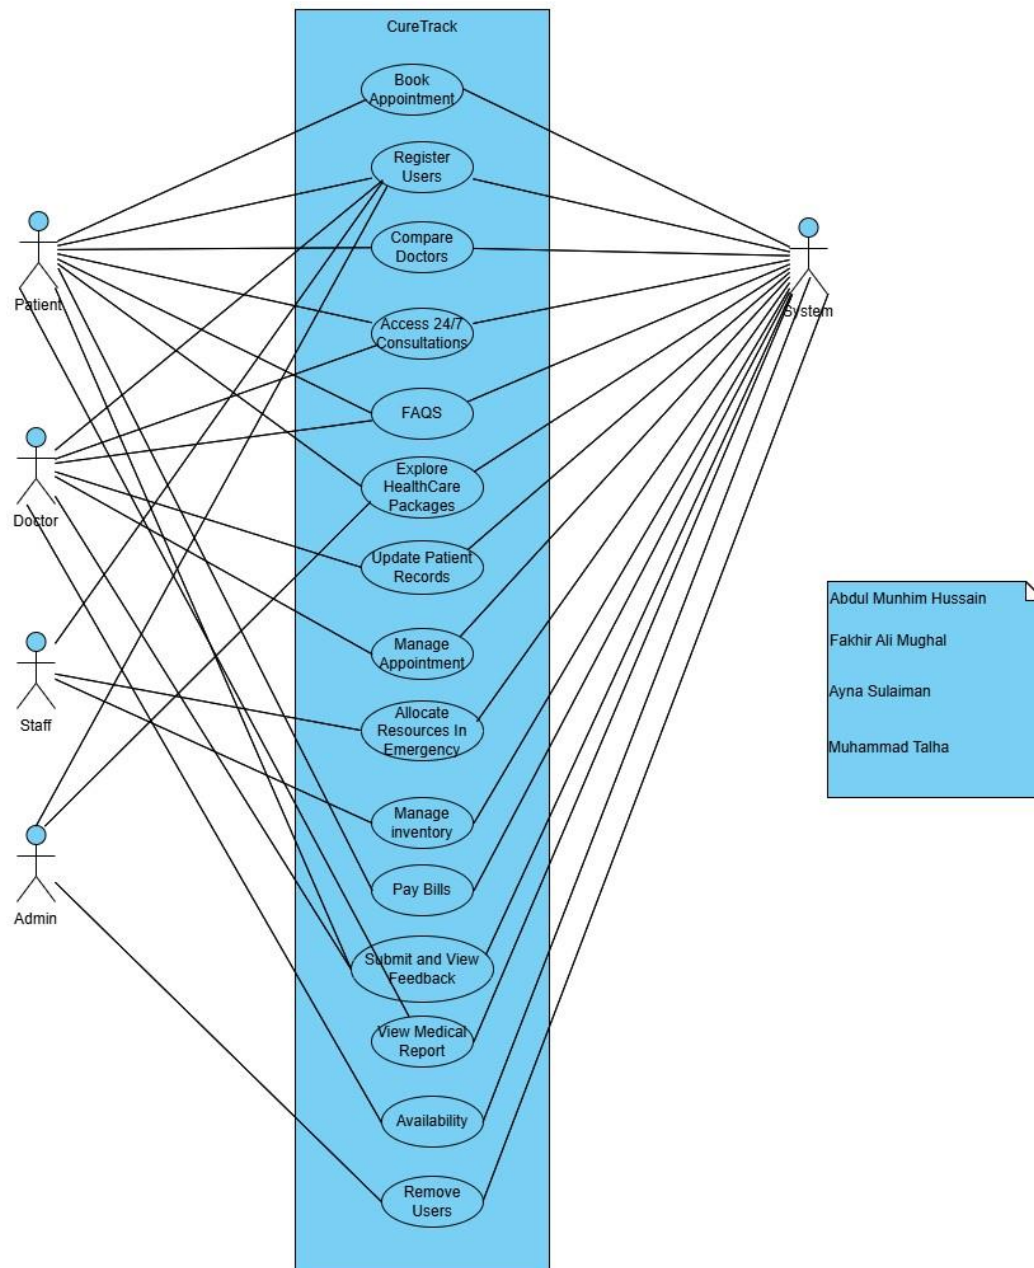 CureTrack
Book
Appointment
Register
Users
Compare
Doctors
Patient
System
Access 24/7
Consultations
FAQS
Explore
HealthCare
Packages
Doctor
Update Patient
Records
Manage
Appointment
Staff
Allocate
Resources In
Emergency
Manage
inventory
Pay Bills
Admin
Submit and View
Feedback
View Medical
Report
Availability
Remove
Users
Abdul Munhim Hussain
Fakhir Ali Mughal
Ayna Sulaiman
Muhammad Talha